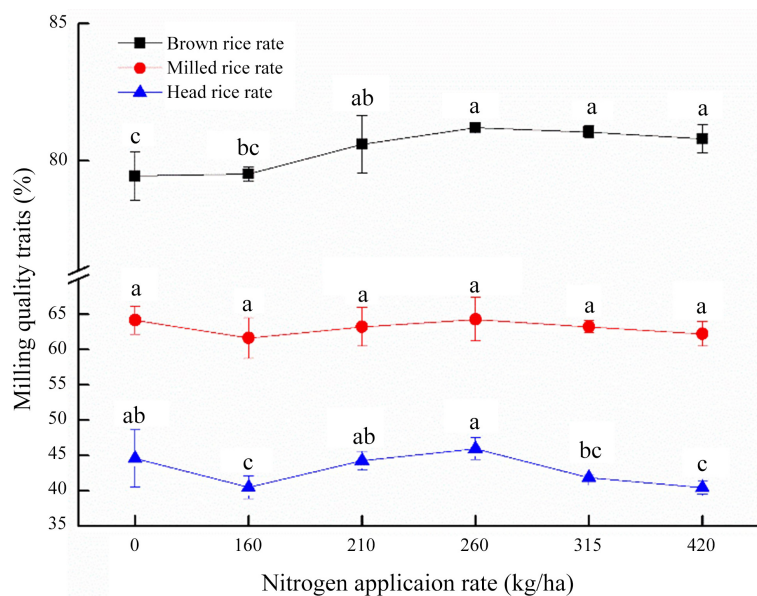 85
Brown rice rate
Milled rice rate
Head rice rate
c
bc
ab
a
a
a
80
Milling quality traits (%)
a
a
a
a
a
a
65
60
55
50
ab
c
ab
a
bc
c
45
40
35
0
160
210
260
315
420
Nitrogen applicaion rate (kg/ha)